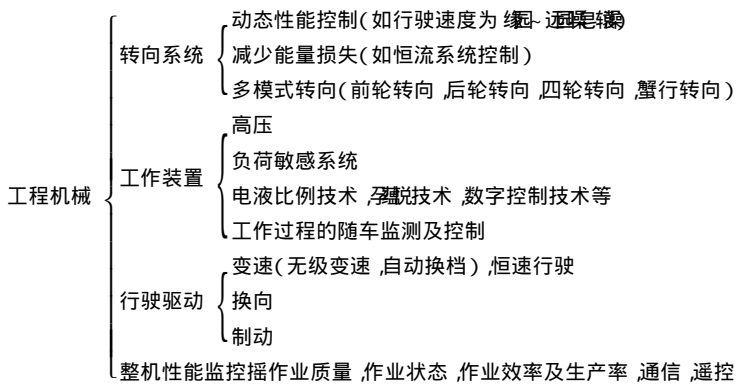 动态性能控制(如行驶速度为
转向系统 减少能量损失(如恒流系统控制)
多模式转向(前轮转向,后轮转向,四轮转向,蟹行转向)
高压
负荷敏感系统
工作装置
电液比例技术,技术,数字控制技术等
工程机械
工作过程的随车监测及控制
变速(无级变速,自动换档),恒速行驶
行驶驱动 换向
制动
整机性能监控摇作业质量,作业状态,作业效率及生产率,通信,遥控